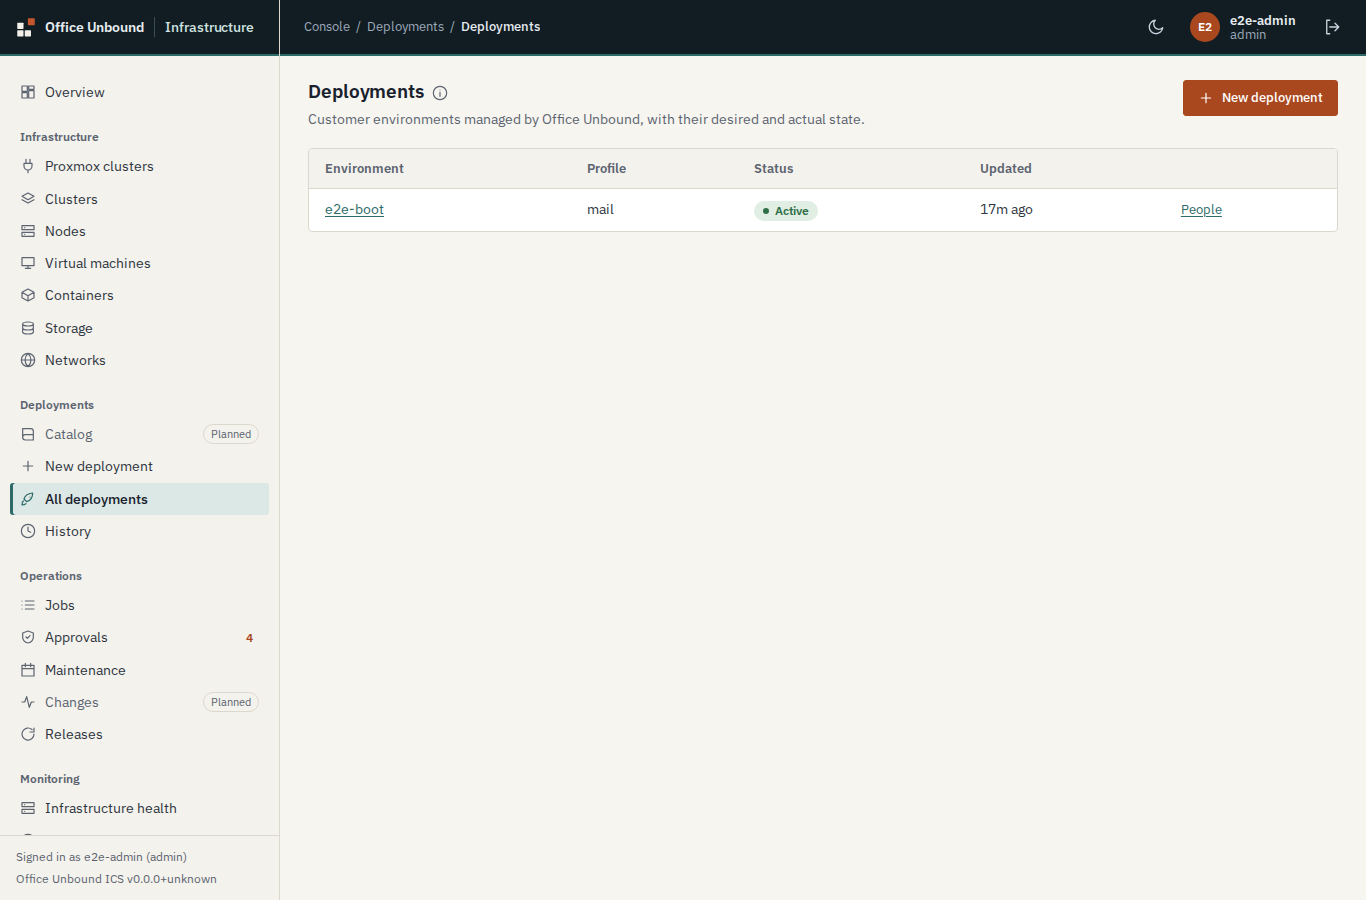 Office Unbound Infrastructure
Console / Deployments / Deployments
E2 e2e-admin
admin
Overview
Infrastructure
Proxmox clusters
Clusters
Nodes
Virtual machines
Containers
Storage
Networks
Deployments
Catalog Planned
New deployment
All deployments
History
Operations
Jobs
Approvals 4
Maintenance
Changes Planned
Releases
Monitoring
Infrastructure health
Signed in as e2e-admin (admin)
Office Unbound ICS v0.0.0+unknown
Deployments
Customer environments managed by Office Unbound, with their desired and actual state.
New deployment
Environment Profile Status Updated
e2e-boot mail Active 17m ago People